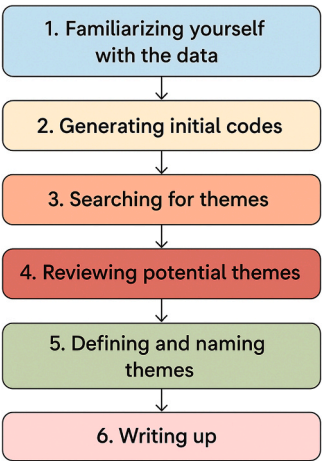 1. Familiarizing yourself
with the data
2. Generating initial codes
3. Searching for themes
4. Reviewing potential themes
5. Defining and naming
themes
6. Writing up